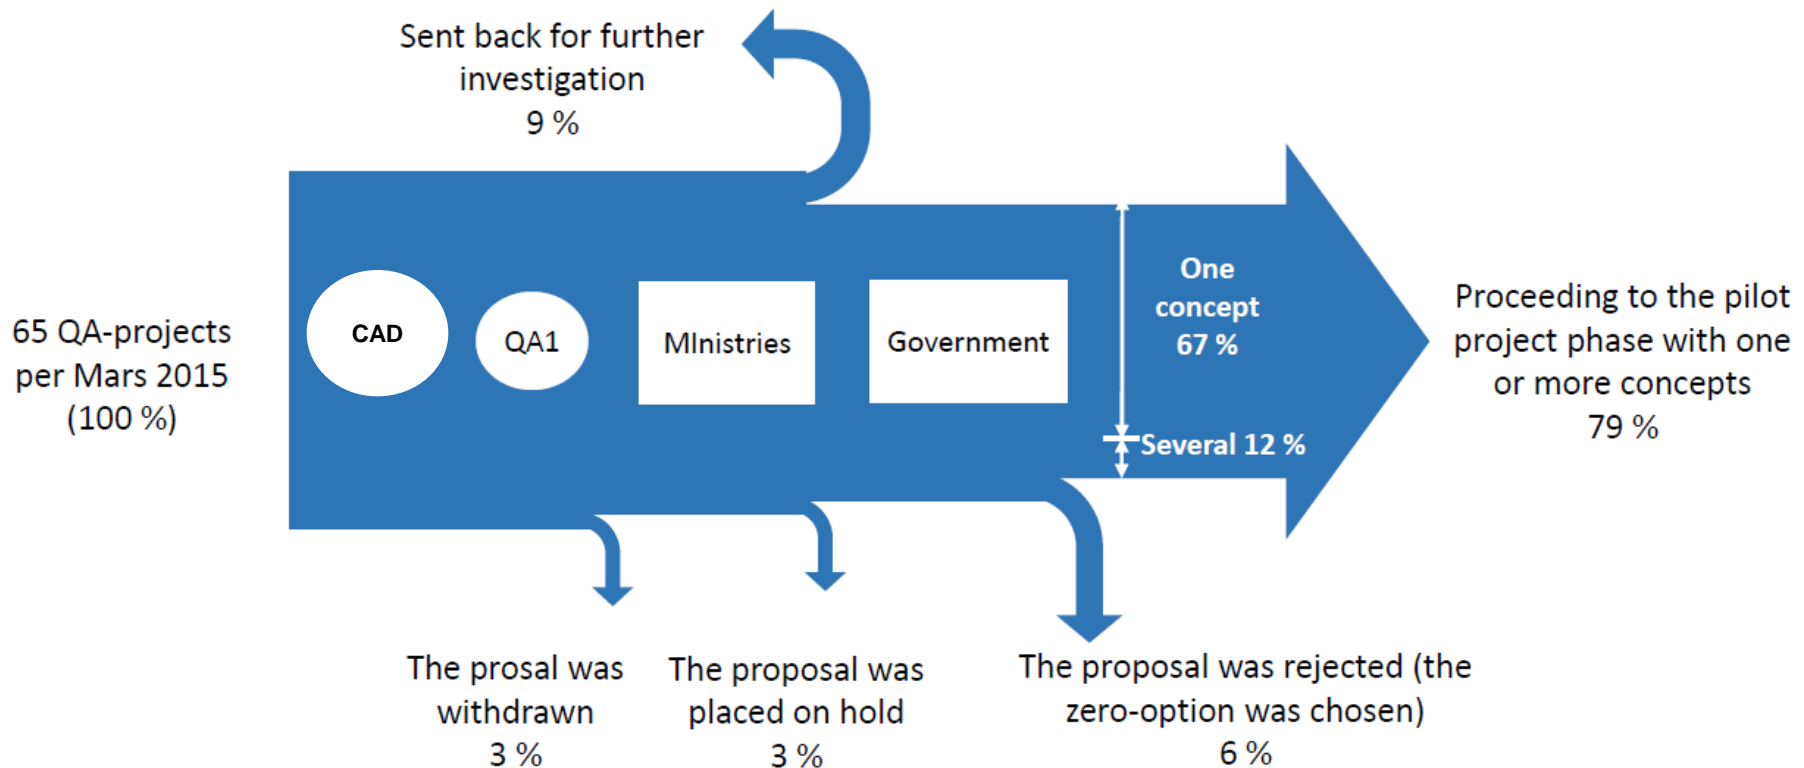 Sent back for further
investigation
9 %
65 QA-projects
per Mars 2015
(100 %)
CAD
QA1
MInistries
Government
One
concept
67 %
Several 12 %
Proceeding to the pilot
project phase with one
or more concepts
79 %
The prosal was
withdrawn
3 %
The proposal was
placed on hold
3 %
The proposal was rejected (the
zero-option was chosen)
6 %